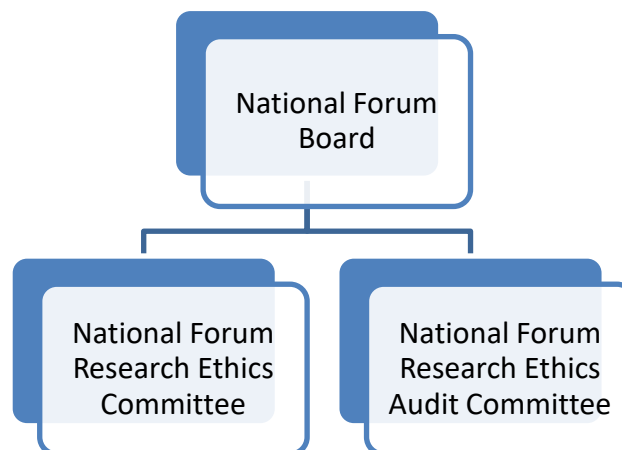 National Forum
Board
National Forum
Research Ethics
Committee
National Forum
Research Ethics
Audit Committee